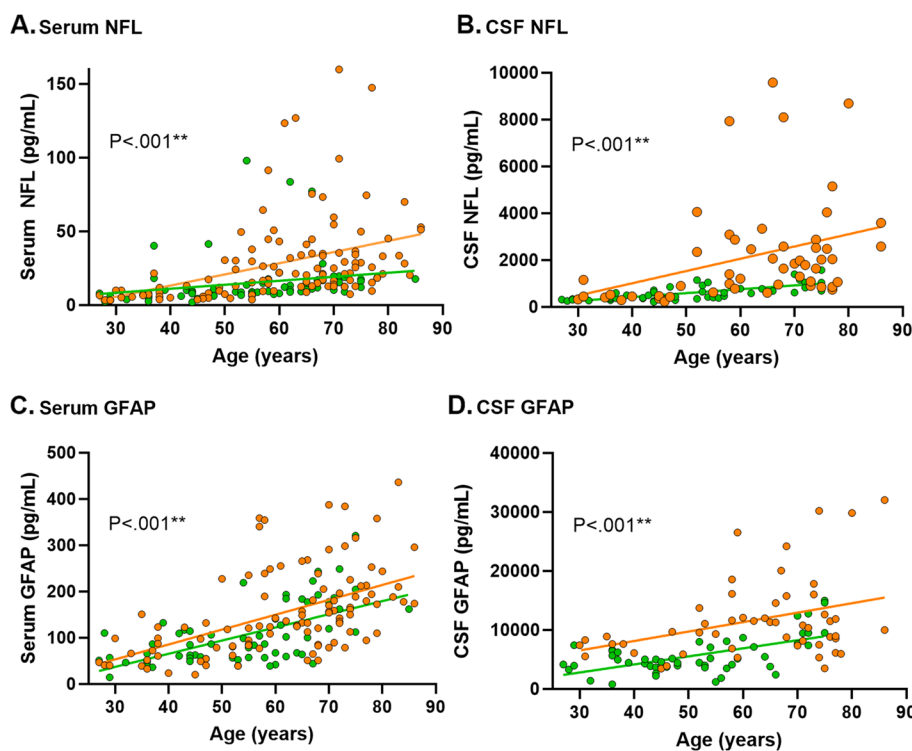 A. Serum NFL
Serum NFL (pg/mL)
150
100
50
0
P<.001**
30 40 50 60 70 80 90
Age (years)
B. CSF NFL
CSF NFL (pg/mL)
10000
8000
6000
4000
2000
0
P<.001**
30 40 50 60 70 80 90
Age (years)
C. Serum GFAP
Serum GFAP (pg/mL)
500
400
300
200
100
0
P<.001**
30 40 50 60 70 80 90
Age (years)
D. CSF GFAP
CSF GFAP (pg/mL)
40000
30000
20000
10000
0
P<.001**
30 40 50 60 70 80 90
Age (years)